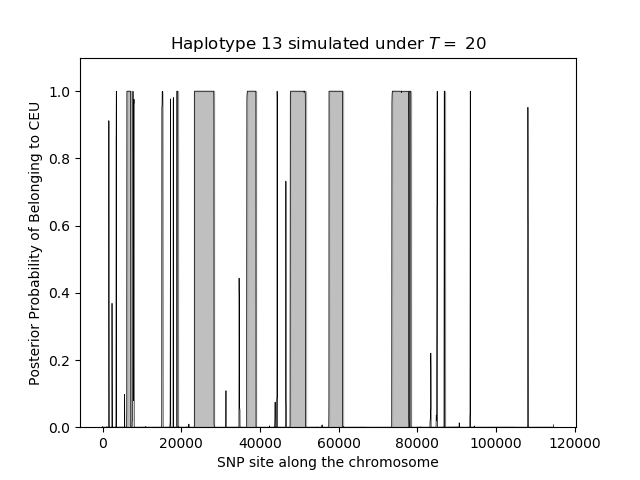 Haplotype 13 simulated under T = 20
Posterior Probability of Belonging to CEU
1.0
0.8
0.6
0.4
0.2
0.0
0 20000 40000 60000 80000 100000 120000
SNP site along the chromosome